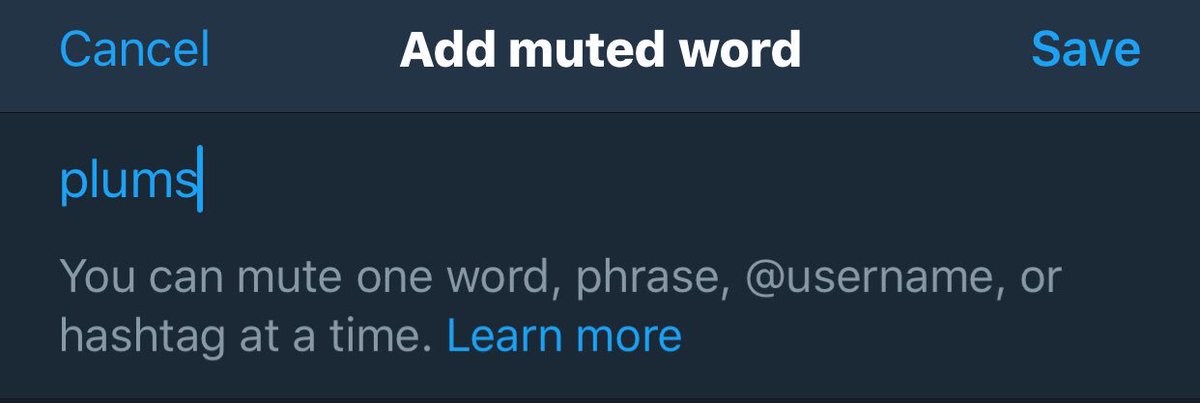 Cancel Add muted word Save
plums
You can mute one word, phrase, @username, or
hashtag at a time. Learn more